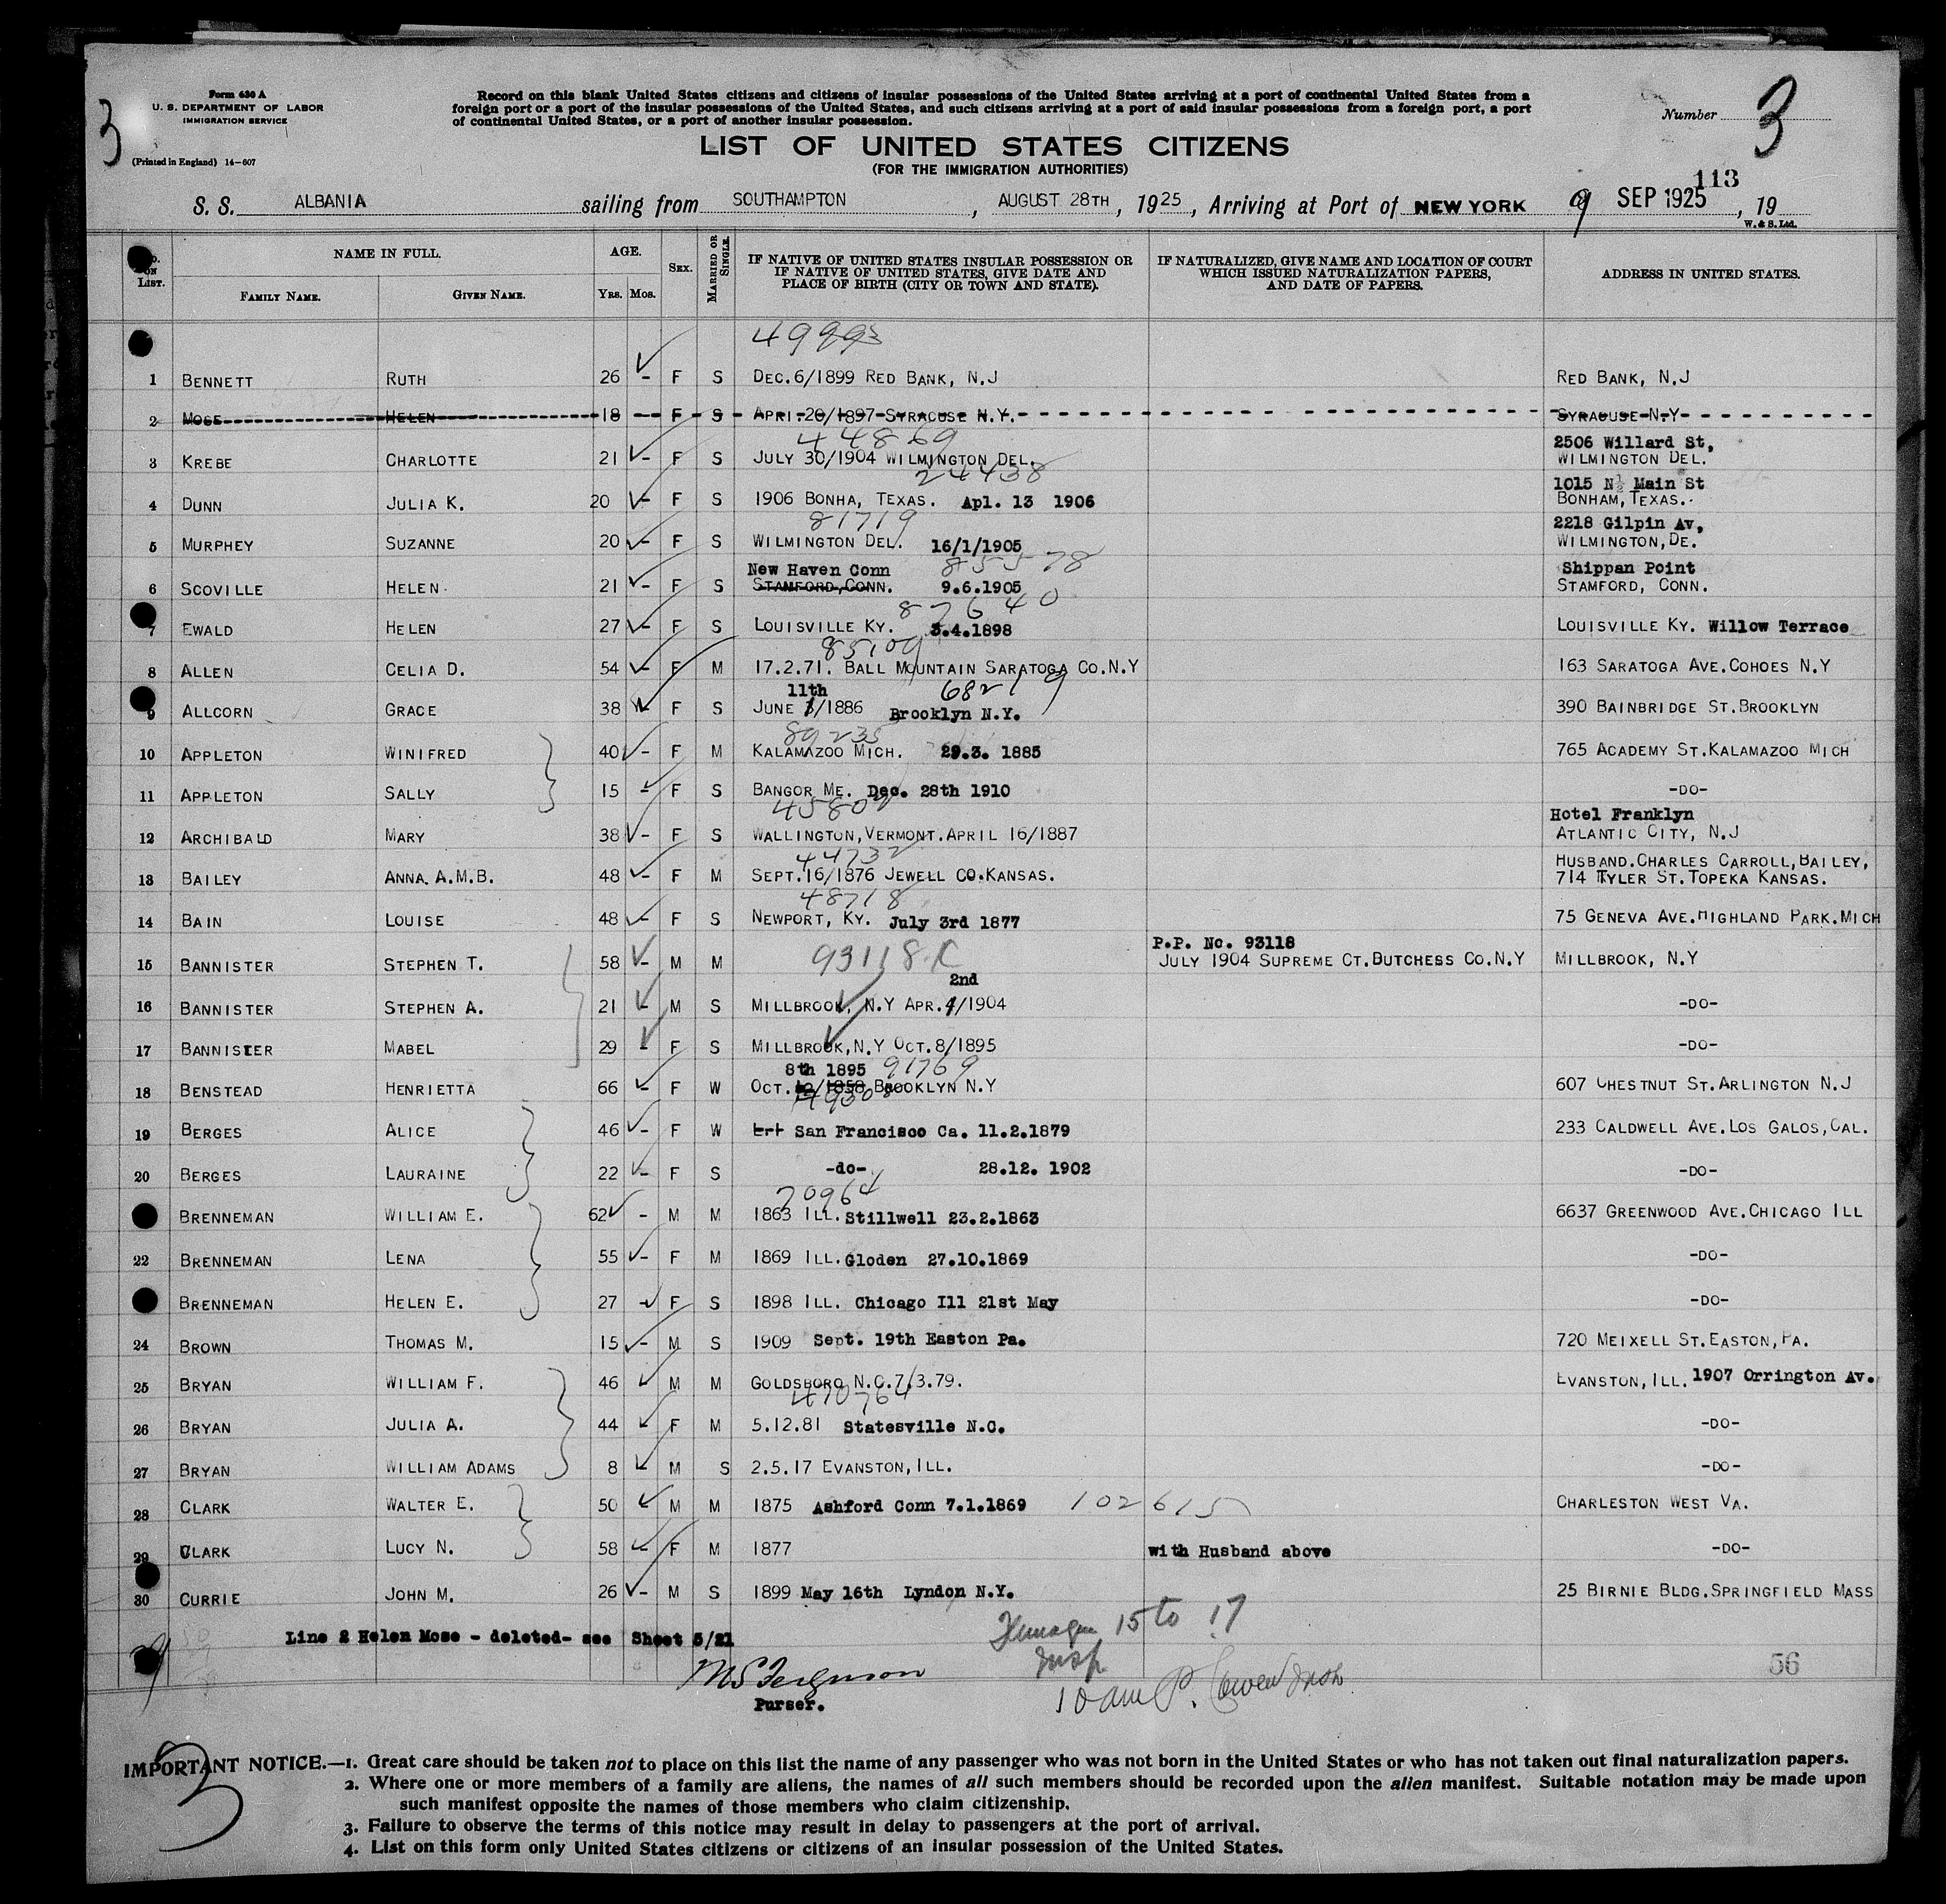 3
Form 630 A
U. S. DEPARTMENT OF LABOR
IMMIGRATION SERVICE
(Printed in England) 14—607
Record on this blank United States citizens and citizens of insular possessions of the United States arriving at a port of continental United States from a
foreign port or a port of the insular possessions of the United States, and such citizens arriving at a port of said insular possessions from a foreign port, a port
of continental United States, or a port of another insular possession.
Number 3
LIST OF UNITED STATES CITIZENS
(FOR THE IMMIGRATION AUTHORITIES)
113
S. S. ALBANIA sailing from SOUTHAMPTON, AUGUST 28TH, 1925, Arriving at Port of NEW YORK 9 SEP 1925, 19
W. & S. Ltd.
No. ON LIST. NAME IN FULL. AGE. SEX. MARRIED OR SINGLE. IF NATIVE OF UNITED STATES INSULAR POSSESSION OR IF NATIVE OF UNITED STATES, GIVE DATE AND PLACE OF BIRTH (CITY OR TOWN AND STATE). IF NATURALIZED, GIVE NAME AND LOCATION OF COURT WHICH ISSUED NATURALIZATION PAPERS, AND DATE OF PAPERS. ADDRESS IN UNITED STATES.
FAMILY NAME. GIVEN NAME. YRS. MOS.
1 BENNETT RUTH 26 - F S DEC.6/1899 RED BANK, N.J RED BANK, N.J
2 MOSE HELEN 18 - F S APRI.20/1897 SYRACUSE N.Y. SYRACUSE N.Y
44869 2506 Willard St,
3 KREBE CHARLOTTE 21 - F S JULY 30/1904 WILMINGTON DEL. WILMINGTON DEL.
24438 1015 N½ Main St
4 DUNN JULIA K. 20 - F S 1906 BONHA, TEXAS. Apl. 13 1906 BONHAM, TEXAS.
81719 2218 Gilpin Av,
5 MURPHEY SUZANNE 20 - F S WILMINGTON DEL. 16/1/1905 WILMINGTON, DE.
New Haven Conn 85578 Shippan Point
6 SCOVILLE HELEN 21 - F S STAMFORD, CONN. 9.6.1905 STAMFORD, CONN.
87640
7 EWALD HELEN 27 - F S LOUISVILLE KY. 3.4.1898 LOUISVILLE KY. Willow Terrace
85109
8 ALLEN CELIA D. 54 - F M 17.2.71. BALL MOUNTAIN SARATOGA CO.N.Y 163 SARATOGA AVE.COHOES N.Y
11th 68219
9 ALLCORN GRACE 38 F S JUNE /1886 Brooklyn N.Y. 390 BAINBRIDGE ST.BROOKLYN
89235
10 APPLETON WINIFRED 40 - F M KALAMAZOO MICH. 29.3. 1885 765 ACADEMY ST.KALAMAZOO MICH
11 APPLETON SALLY 15 - F S BANGOR ME. Dec. 28th 1910 -DO-
Hotel Franklyn
12 ARCHIBALD MARY 38 - F S WALLINGTON, VERMONT. APRIL 16/1887 ATLANTIC CITY, N.J
44732 HUSBAND.CHARLES CARROLL, BAILEY,
13 BAILEY ANNA. A.M.B. 48 - F M SEPT.16/1876 JEWELL CO.KANSAS. 714 TYLER ST.TOPEKA KANSAS.
48718
14 BAIN LOUISE 48 - F S NEWPORT, KY. July 3rd 1877 75 GENEVA AVE.HIGHLAND PARK.MICH
P.P. No. 93118
15 BANNISTER STEPHEN T. 58 - M M 93118 JULY 1904 SUPREME CT.DUTCHESS CO.N.Y MILLBROOK, N.Y
2nd
16 BANNISTER STEPHEN A. 21 - M S MILLBROOK, N.Y APR. /1904 -DO-
17 BANNISTER MABEL 29 - F S MILLBROOK, N.Y OCT.8/1895 -DO-
8th 1895 91769
18 BENSTEAD HENRIETTA 66 - F W OCT. /1858 BROOKLYN N.Y 607 CHESTNUT ST.ARLINGTON N.J
19 BERGES ALICE 46 - F W San Francisco Ca. 11.2.1879 233 CALDWELL AVE.LOS GALOS, CAL.
20 BERGES LAURAINE 22 - F S -do- 28.12. 1902 -DO-
70964
BRENNEMAN WILLIAM E. 62 - M M 1863 ILL. Stillwell 23.2.1863 6637 GREENWOOD AVE.CHICAGO ILL
22 BRENNEMAN LENA 55 - F M 1869 ILL. Gloden 27.10.1869 -DO-
BRENNEMAN HELEN E. 27 - F S 1898 ILL. Chicago Ill 21st May -DO-
24 BROWN THOMAS M. 15 - M S 1909 Sept. 19th Easton Pa. 720 MEIXELL ST.EASTON, PA.
25 BRYAN WILLIAM F. 46 M M GOLDSBORO N.C.7/3.79. EVANSTON, ILL. 1907 Orrington Av.
470764
26 BRYAN JULIA A. 44 F M 5.12.81 Statesville N.C. -DO-
27 BRYAN WILLIAM ADAMS 8 M S 2.5.17 EVANSTON, ILL. -DO-
28 CLARK WALTER E. 50 M M 1875 Ashford Conn 7.1.1869 102615 CHARLESTON WEST VA.
29 CLARK LUCY N. 58 - F M 1877 with Husband above -DO-
30 CURRIE JOHN M. 26 - M S 1899 May 16th Lyndon N.Y. 25 BIRNIE BLDG.SPRINGFIELD MASS
Line 2 Helen Mose - deleted- see Sheet 5/21
15 to 17
Insp
M S Ferguson
Purser.
10 am P.
56
IMPORTANT NOTICE.—1. Great care should be taken not to place on this list the name of any passenger who was not born in the United States or who has not taken out final naturalization papers.
2. Where one or more members of a family are aliens, the names of all such members should be recorded upon the alien manifest. Suitable notation may be made upon
such manifest opposite the names of those members who claim citizenship.
3. Failure to observe the terms of this notice may result in delay to passengers at the port of arrival.
4. List on this form only United States citizens or citizens of an insular possession of the United States.
3